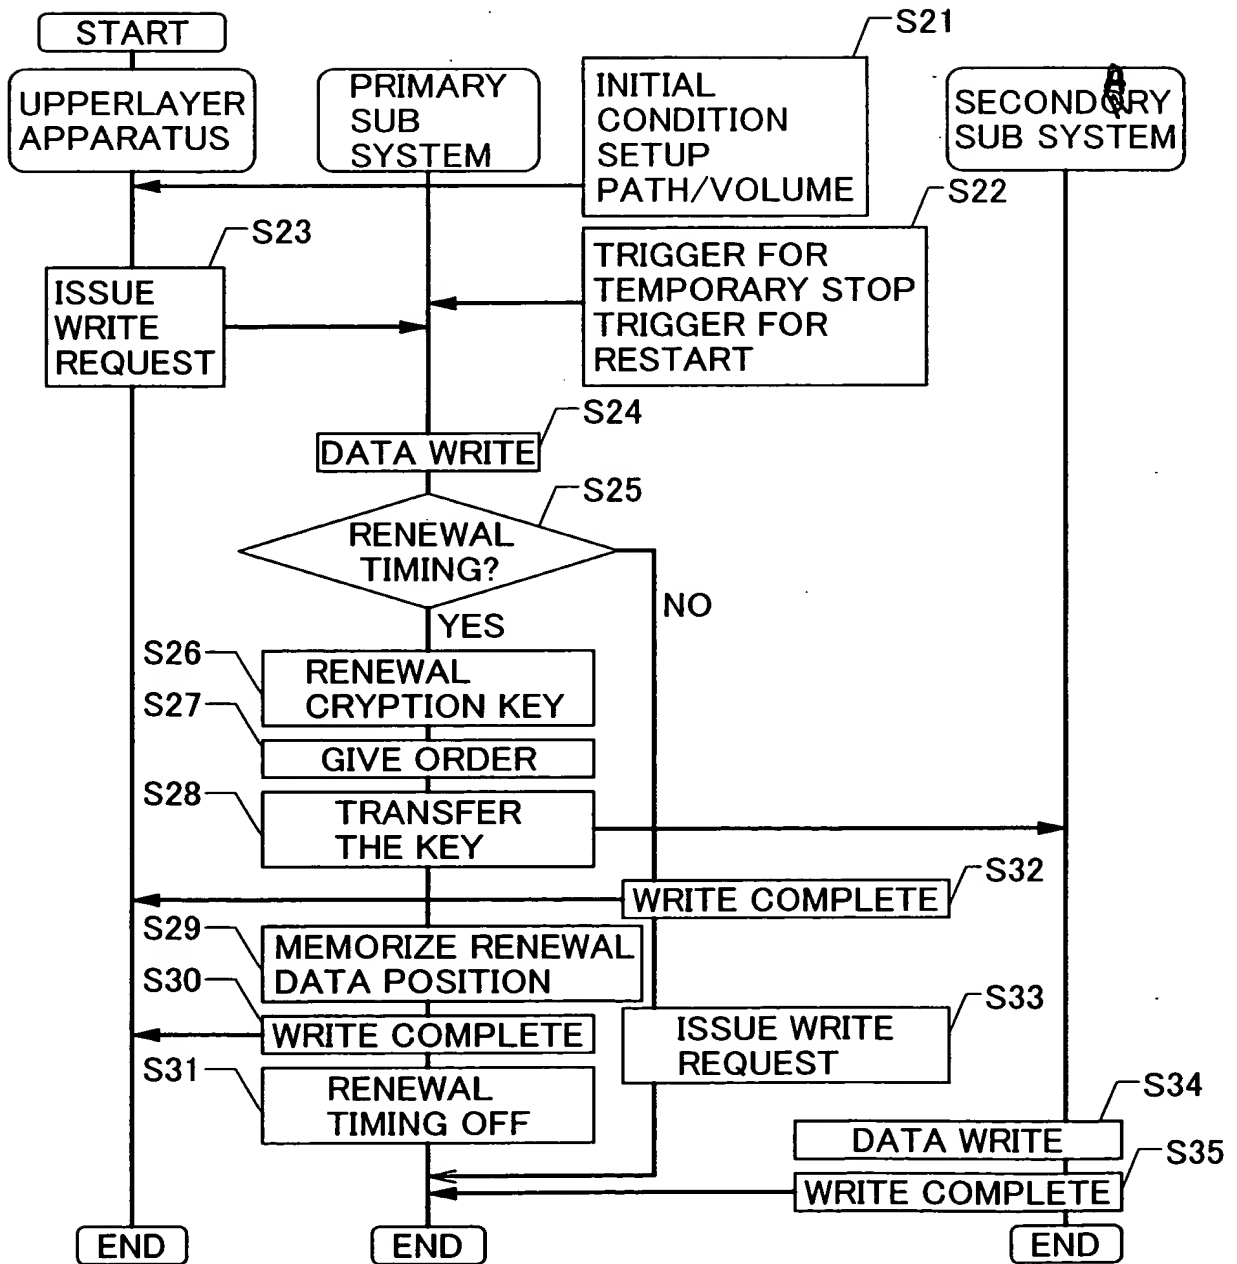 START
S21
UPPERLAYER
APPARATUS
PRIMARY
SUB
SYSTEM
INITIAL
CONDITION
SETUP
PATH/VOLUME
SECONDARY
SUB SYSTEM
S22
S23
TRIGGER FOR
TEMPORARY STOP
TRIGGER FOR
RESTART
ISSUE
WRITE
REQUEST
S24
DATA WRITE
S25
RENEWAL
TIMING?
NO
YES
S26
RENEWAL
CRYPTION KEY
S27
GIVE ORDER
S28
TRANSFER
THE KEY
S32
WRITE COMPLETE
S29
MEMORIZE RENEWAL
DATA POSITION
S30
WRITE COMPLETE
S33
ISSUE WRITE
REQUEST
S31
RENEWAL
TIMING OFF
S34
DATA WRITE
S35
WRITE COMPLETE
END
END
END